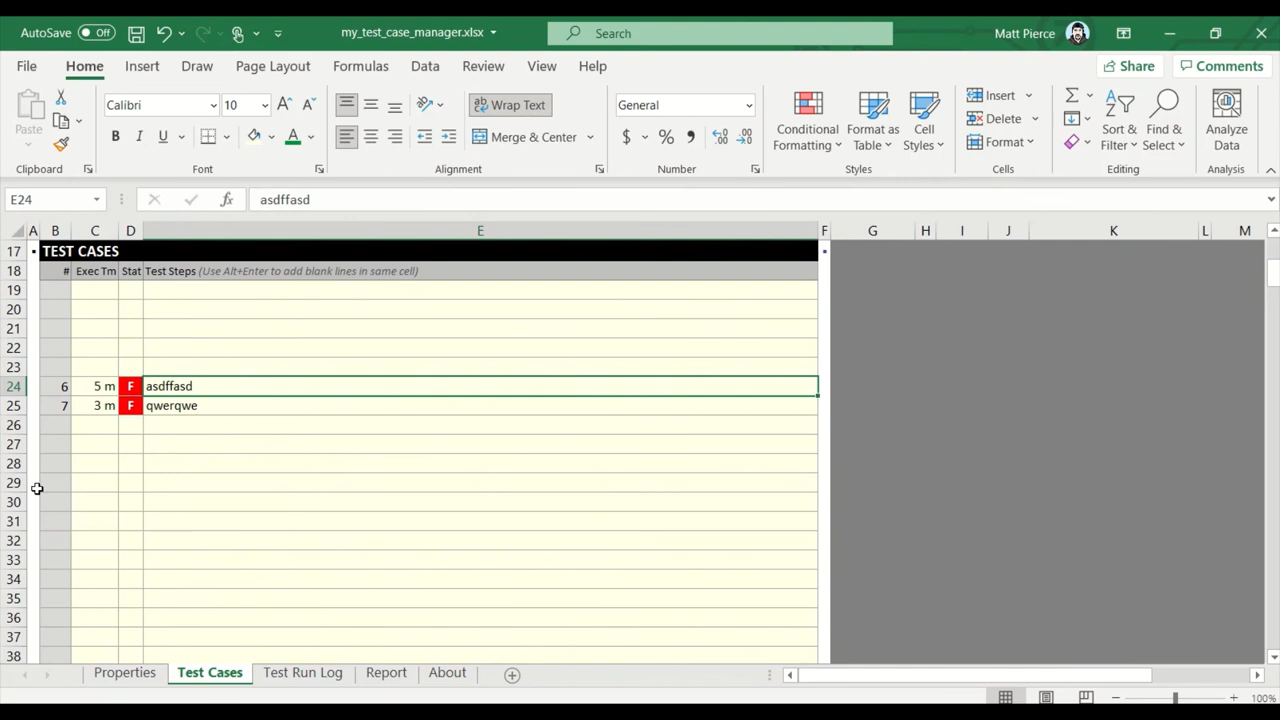 AutoSave Off my_test_case_manager.xlsx Search Matt Pierce
File Home Insert Draw Page Layout Formulas Data Review View Help Share Comments
Paste Calibri 10 A A ab Wrap Text General Conditional Formatting Format as Table Cell Styles Insert Delete... Sort & Filter Find & Select Analyze Data
B I U A Merge & Center $ % , Format
Clipboard Font Alignment Number Styles Cells Editing Analysis
E24 fx asdffasd
A B C D E F G H I J K L M
17 TEST CASES
18 # Exec Tm Stat Test Steps (Use Alt+Enter to add blank lines in same cell)
19
20
21
22
23
24 6 5 m F asdffasd
25 7 3 m F qwerqwe
26
27
28
29
30
31
32
33
34
35
36
37
38
Properties Test Cases Test Run Log Report About
100%